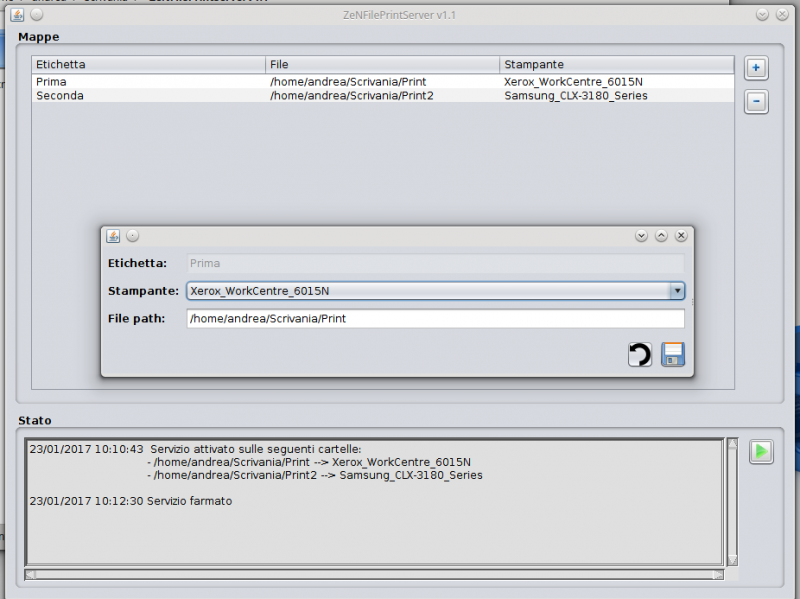 ZeNFilePrintServer v1.1
Mappe
Etichetta File Stampante
Prima /home/andrea/Scrivania/Print Xerox_WorkCentre_6015N
Seconda /home/andrea/Scrivania/Print2 Samsung_CLX-3180_Series
Etichetta: Prima
Stampante: Xerox_WorkCentre_6015N
File path: /home/andrea/Scrivania/Print
Stato
23/01/2017 10:10:43 Servizio attivato sulle seguenti cartelle:
- /home/andrea/Scrivania/Print --> Xerox_WorkCentre_6015N
- /home/andrea/Scrivania/Print2 --> Samsung_CLX-3180_Series
23/01/2017 10:12:30 Servizio farmato